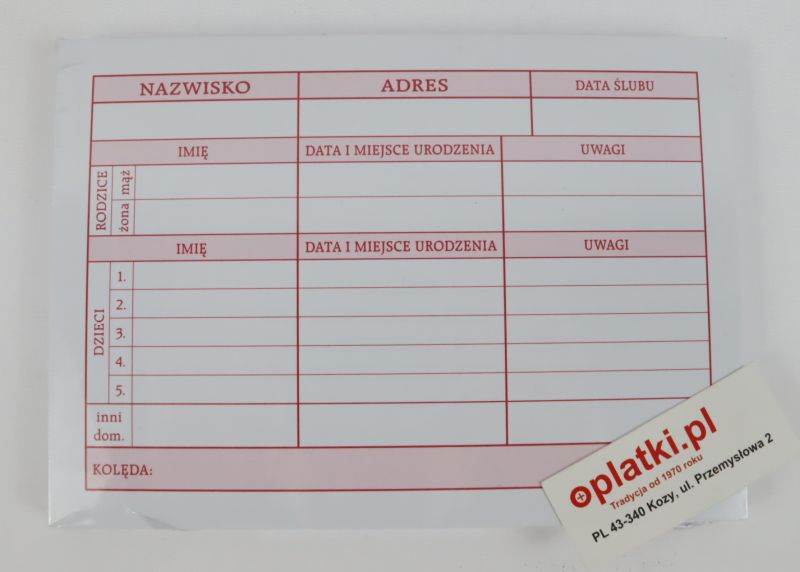 NAZWISKO ADRES DATA ŚLUBU
IMIĘ DATA I MIEJSCE URODZENIA UWAGI
RODZICE
mąż
żona
IMIĘ DATA I MIEJSCE URODZENIA UWAGI
DZIECI
1.
2.
3.
4.
5.
inni
dom.
KOLĘDA:
oplatki.pl
Tradycja od 1970 roku
PL 43-340 Kozy, ul. Przemysłowa 2